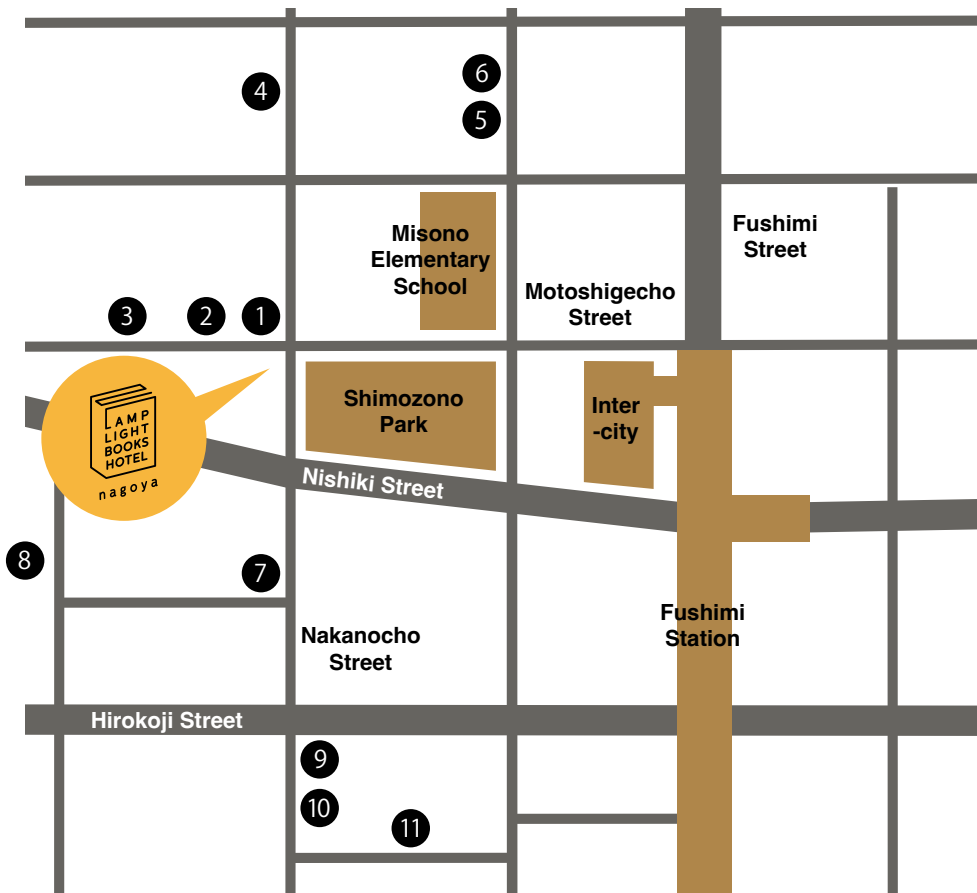 6
4
5
Fushimi
Street
Misono
Elementary
School
Motoshigecho
Street
3
2
1
Shimozono
Park
Inter
-city
LAMP
LIGHT
BOOKS
HOTEL
nagoya
Nishiki Street
8
7
Fushimi
Station
Nakanocho
Street
Hirokoji Street
9
10
11